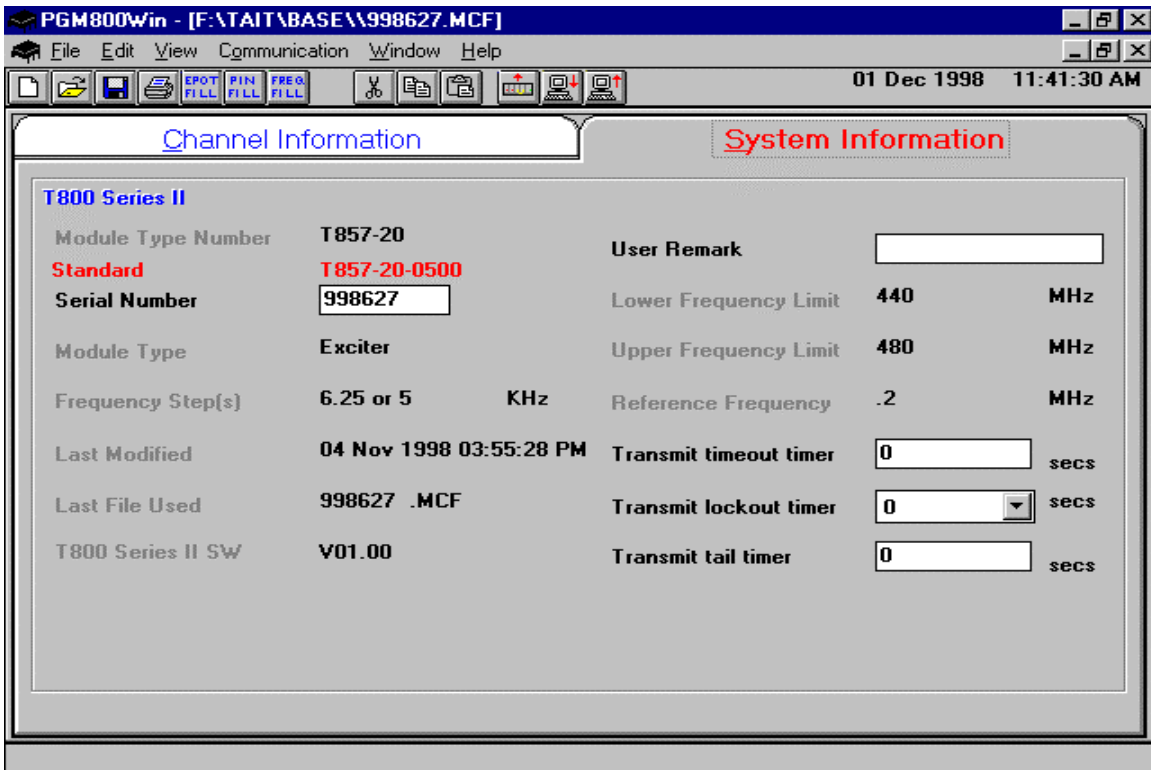 PGM800Win - [F:\TAIT\BASE\\998627.MCF]
File Edit View Communication Window Help
EPOT FILL PIN FILL FREQ FILL 01 Dec 1998 11:41:30 AM
Channel Information System Information
T800 Series II
Module Type Number T857-20
Standard T857-20-0500
Serial Number 998627
Module Type Exciter
Frequency Step(s) 6.25 or 5 KHz
Last Modified 04 Nov 1998 03:55:28 PM
Last File Used 998627 .MCF
T800 Series II SW V01.00
User Remark
Lower Frequency Limit 440 MHz
Upper Frequency Limit 480 MHz
Reference Frequency .2 MHz
Transmit timeout timer 0 secs
Transmit lockout timer 0 secs
Transmit tail timer 0 secs